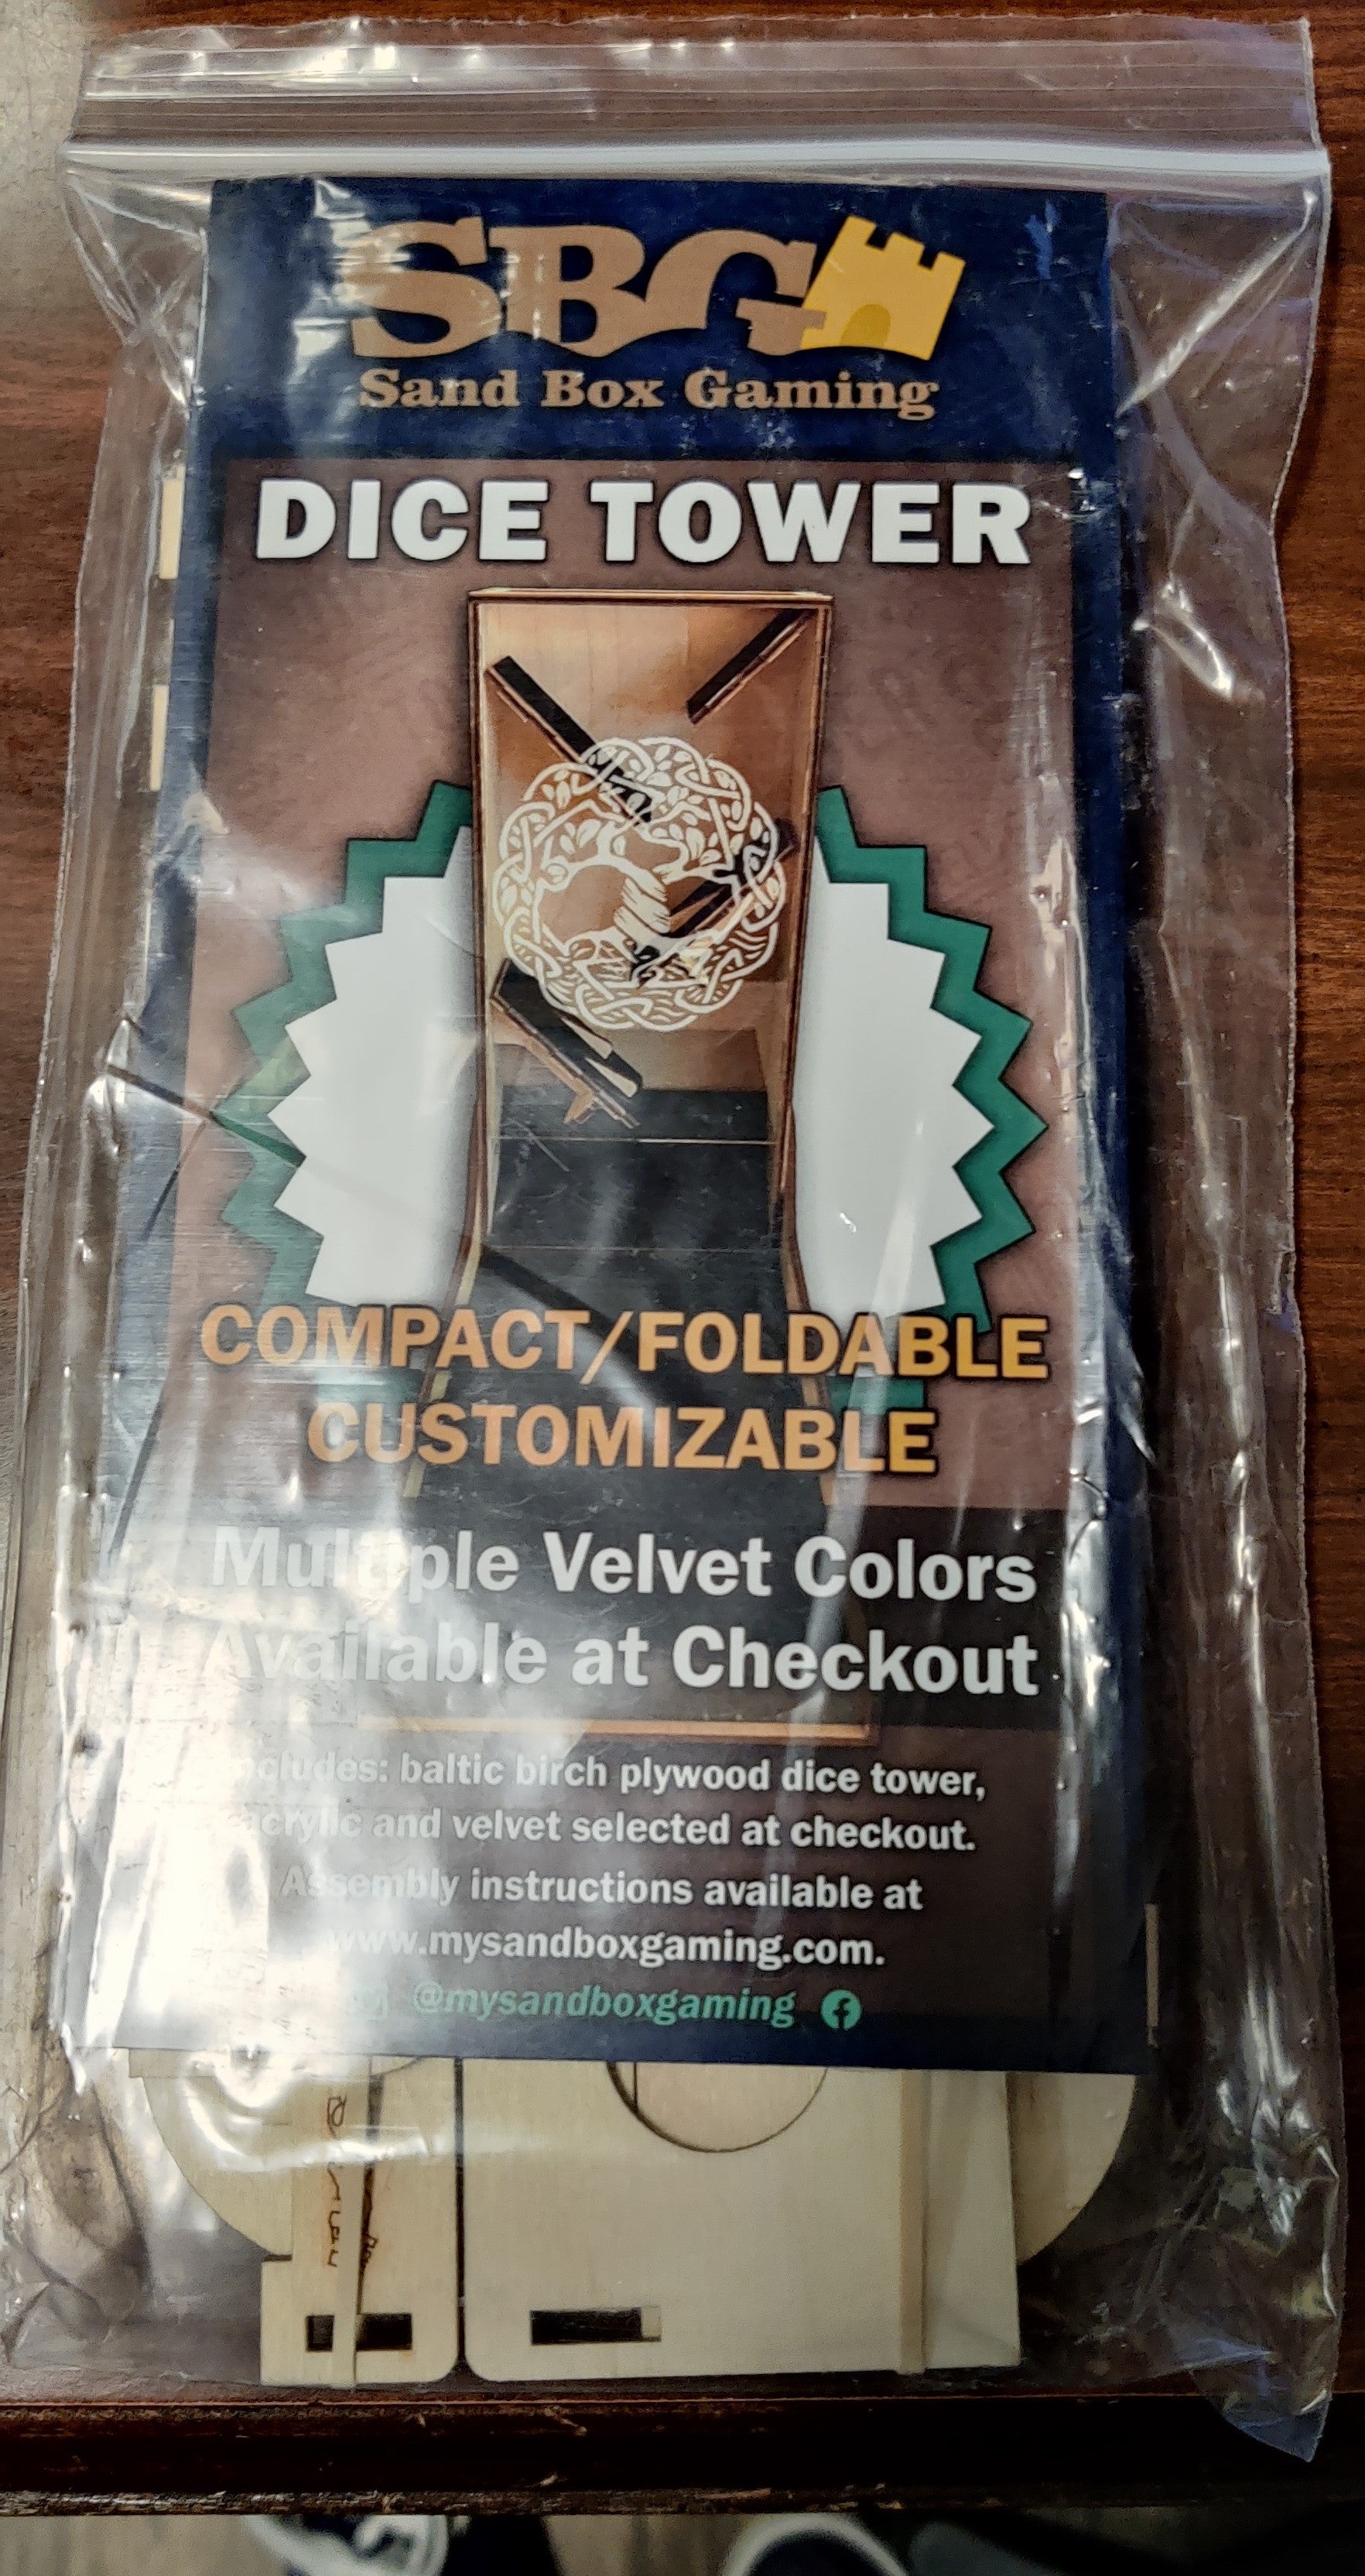 SBG
Sand Box Gaming
DICE TOWER
COMPACT/FOLDABLE
CUSTOMIZABLE
Multiple Velvet Colors
Available at Checkout
Includes: baltic birch plywood dice tower,
acrylic and velvet selected at checkout.
Assembly instructions available at
www.mysandboxgaming.com.
@mysandboxgaming